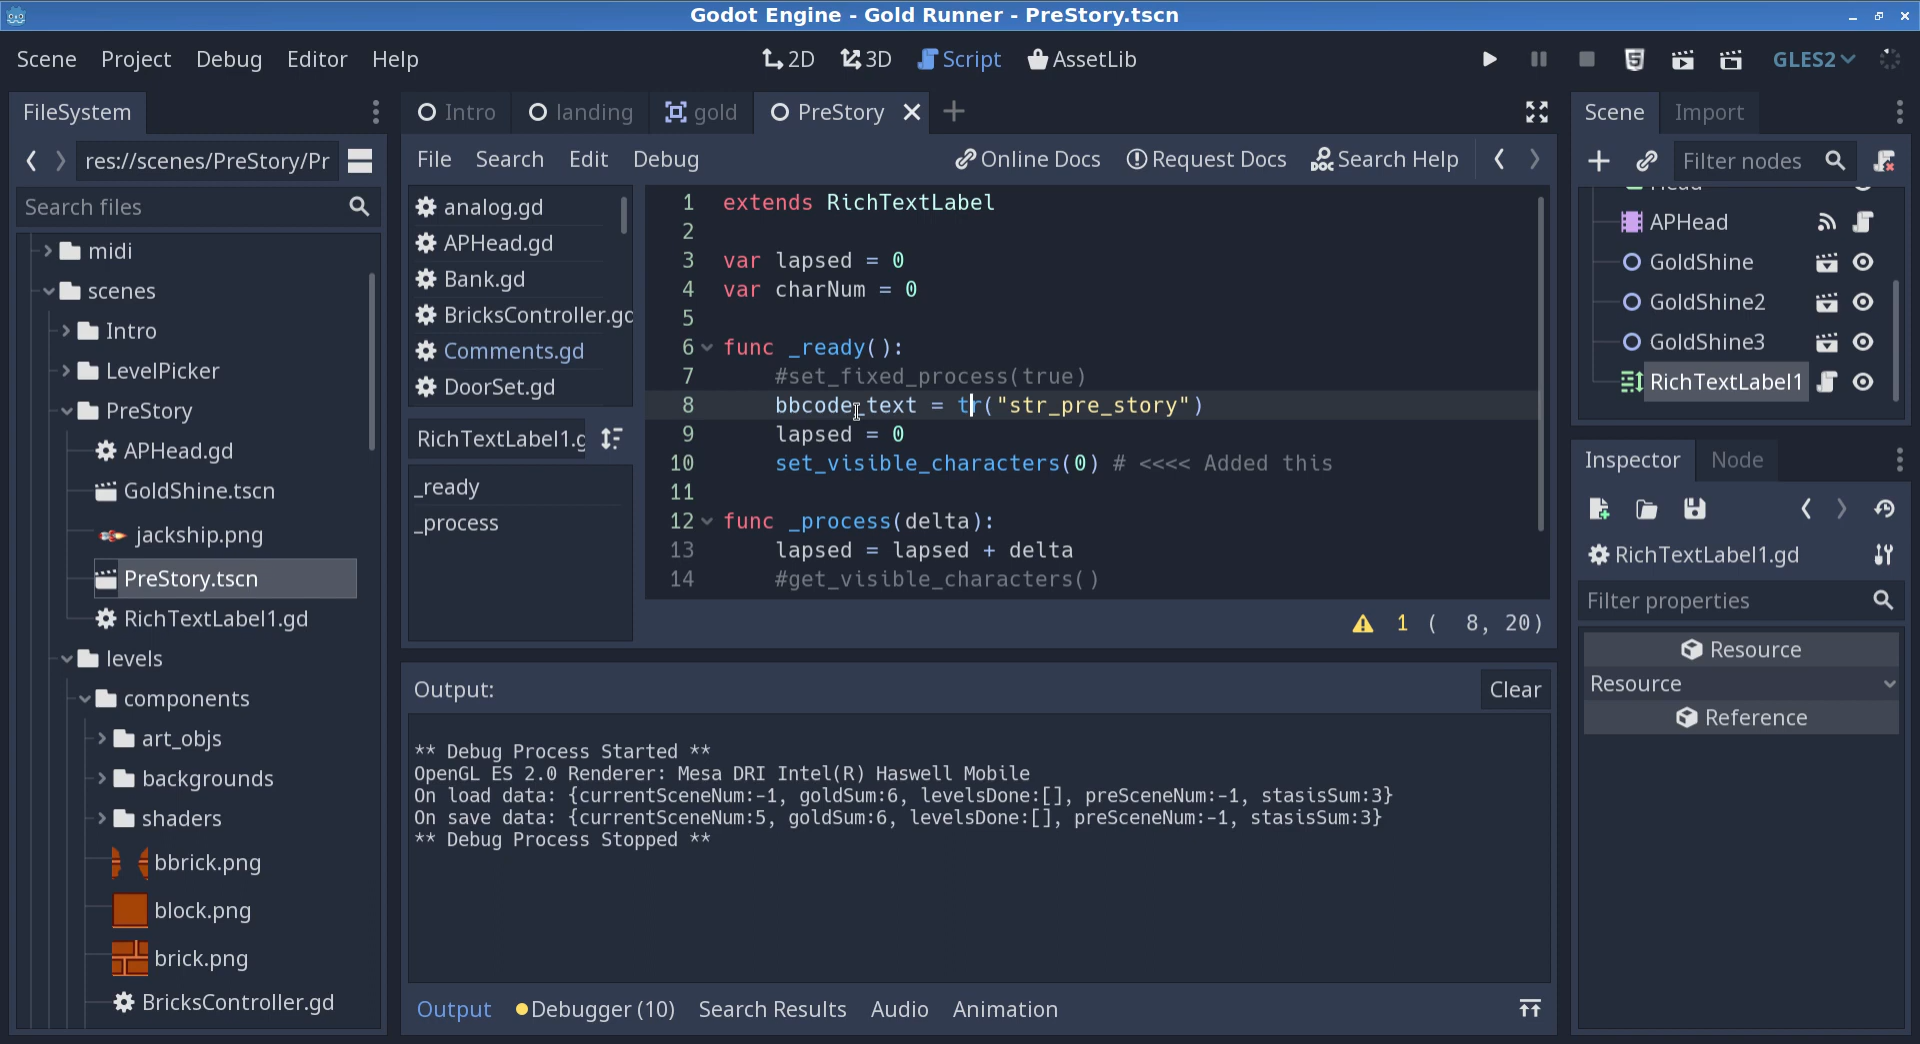 Godot Engine - Gold Runner - PreStory.tscn
Scene Project Debug Editor Help
2D 3D Script AssetLib
GLES2
FileSystem
res://scenes/PreStory/Pr
Search files
midi
scenes
Intro
LevelPicker
PreStory
APHead.gd
GoldShine.tscn
jackship.png
PreStory.tscn
RichTextLabel1.gd
levels
components
art_objs
backgrounds
shaders
bbrick.png
block.png
brick.png
BricksController.gd
Intro landing gold PreStory
File Search Edit Debug
Online Docs Request Docs Search Help
analog.gd
APHead.gd
Bank.gd
BricksController.gd
Comments.gd
DoorSet.gd
RichTextLabel1.g
_ready
_process
1 extends RichTextLabel
2
3 var lapsed = 0
4 var charNum = 0
5
6 func _ready():
7 #set_fixed_process(true)
8 bbcode_text = tr("str_pre_story")
9 lapsed = 0
10 set_visible_characters(0) # <<<< Added this
11
12 func _process(delta):
13 lapsed = lapsed + delta
14 #get_visible_characters()
1 ( 8, 20)
Output:
Clear
** Debug Process Started **
OpenGL ES 2.0 Renderer: Mesa DRI Intel(R) Haswell Mobile
On load data: {currentSceneNum:-1, goldSum:6, levelsDone:[], preSceneNum:-1, stasisSum:3}
On save data: {currentSceneNum:5, goldSum:6, levelsDone:[], preSceneNum:-1, stasisSum:3}
** Debug Process Stopped **
Output Debugger (10) Search Results Audio Animation
Scene Import
Filter nodes
APHead
GoldShine
GoldShine2
GoldShine3
RichTextLabel1
Inspector Node
RichTextLabel1.gd
Filter properties
Resource
Resource
Reference